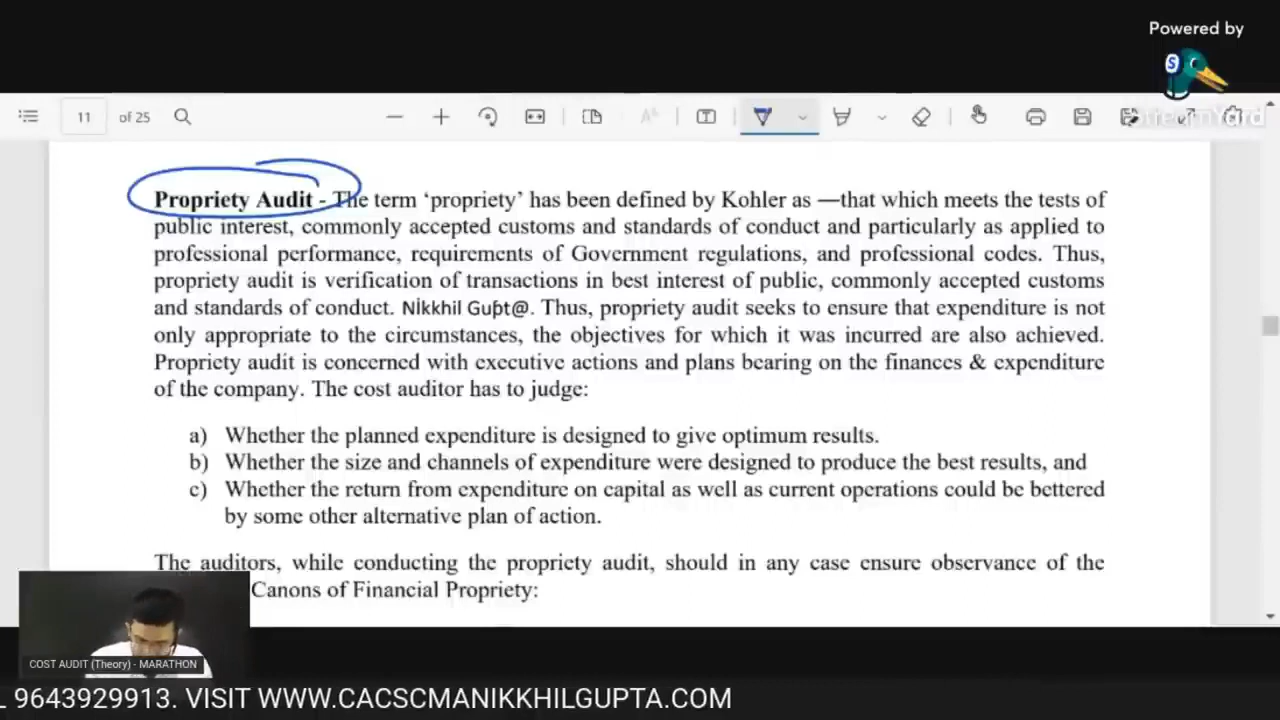 Powered by
S
11 of 25
StreamYard
Propriety Audit - The term ‘propriety’ has been defined by Kohler as —that which meets the tests of
public interest, commonly accepted customs and standards of conduct and particularly as applied to
professional performance, requirements of Government regulations, and professional codes. Thus,
propriety audit is verification of transactions in best interest of public, commonly accepted customs
and standards of conduct. Nİkkhil Guþt@. Thus, propriety audit seeks to ensure that expenditure is not
only appropriate to the circumstances, the objectives for which it was incurred are also achieved.
Propriety audit is concerned with executive actions and plans bearing on the finances & expenditure
of the company. The cost auditor has to judge:
a) Whether the planned expenditure is designed to give optimum results.
b) Whether the size and channels of expenditure were designed to produce the best results, and
c) Whether the return from expenditure on capital as well as current operations could be bettered
by some other alternative plan of action.
The auditors, while conducting the propriety audit, should in any case ensure observance of the
Canons of Financial Propriety:
COST AUDIT (Theory) - MARATHON
L 9643929913. VISIT WWW.CACSCMANIKKHILGUPTA.COM